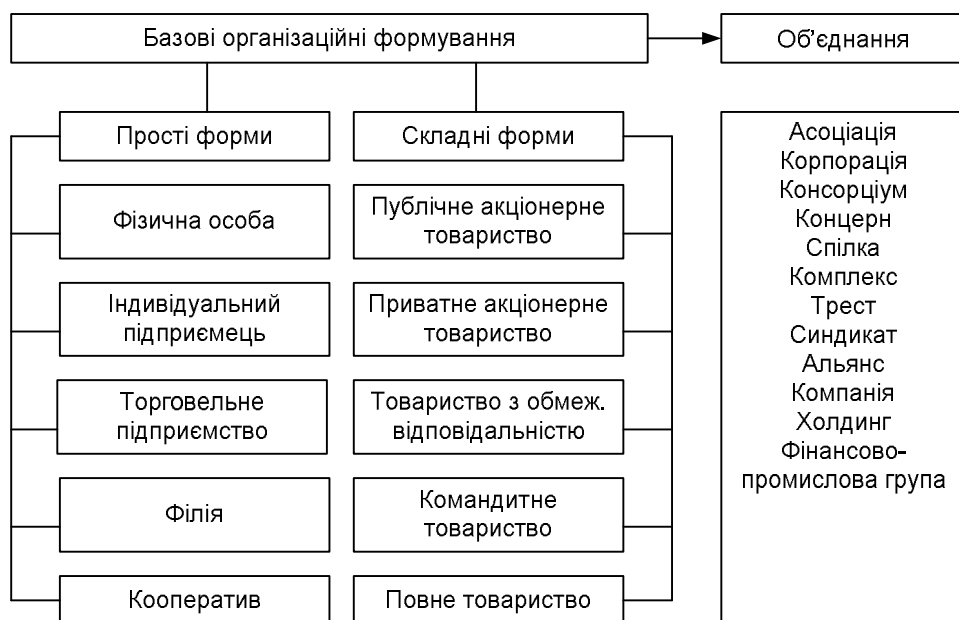 Базові організаційні формування
Об’єднання
Прості форми
Складні форми
Фізична особа
Публічне акціонерне
товариство
Індивідуальний
підприємець
Приватне акціонерне
товариство
Торговельне
підприємство
Товариство з обмеж.
відповідальністю
Філія
Командитне
товариство
Кооператив
Повне товариство
Асоціація
Корпорація
Консорціум
Концерн
Спілка
Комплекс
Трест
Синдикат
Альянс
Компанія
Холдинг
Фінансово-
промислова група